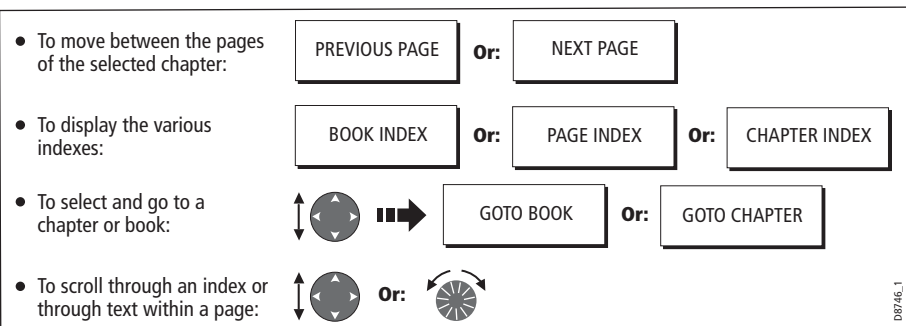 • To move between the pages
of the selected chapter:
PREVIOUS PAGE Or: NEXT PAGE
• To display the various
indexes:
BOOK INDEX Or: PAGE INDEX Or: CHAPTER INDEX
• To select and go to a
chapter or book:
GOTO BOOK Or: GOTO CHAPTER
• To scroll through an index or
through text within a page:
Or:
D8746_1